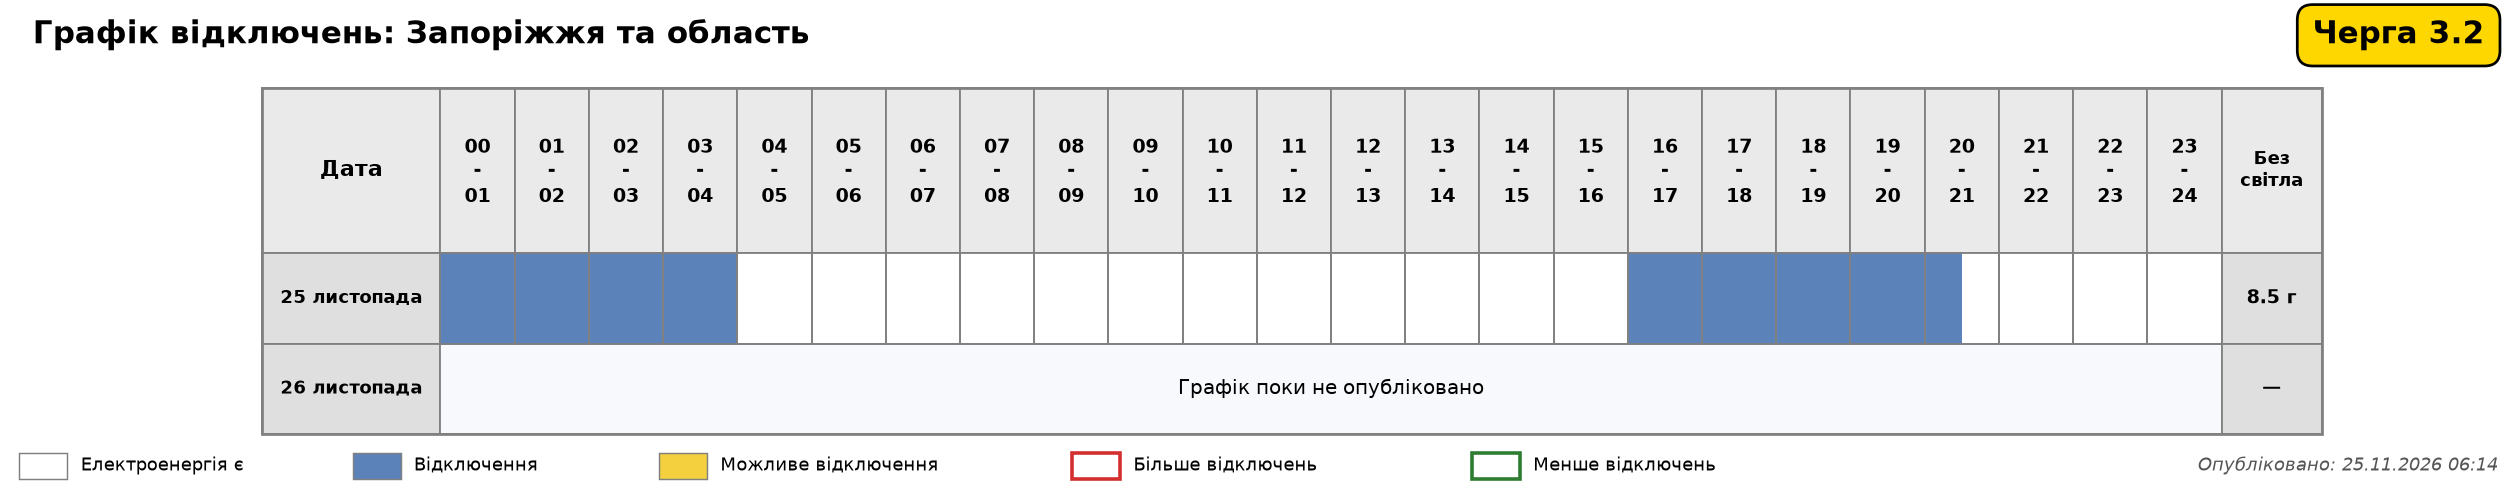 Графік відключень: Запоріжжя та область
Черга 3.2
Дата
00 - 01
01 - 02
02 - 03
03 - 04
04 - 05
05 - 06
06 - 07
07 - 08
08 - 09
09 - 10
10 - 11
11 - 12
12 - 13
13 - 14
14 - 15
15 - 16
16 - 17
17 - 18
18 - 19
19 - 20
20 - 21
21 - 22
22 - 23
23 - 24
Без
світла
25 листопада
8.5 г
26 листопада
Графік поки не опубліковано
—
Електроенергія є
Відключення
Можливе відключення
Більше відключень
Менше відключень
Опубліковано: 25.11.2026 06:14